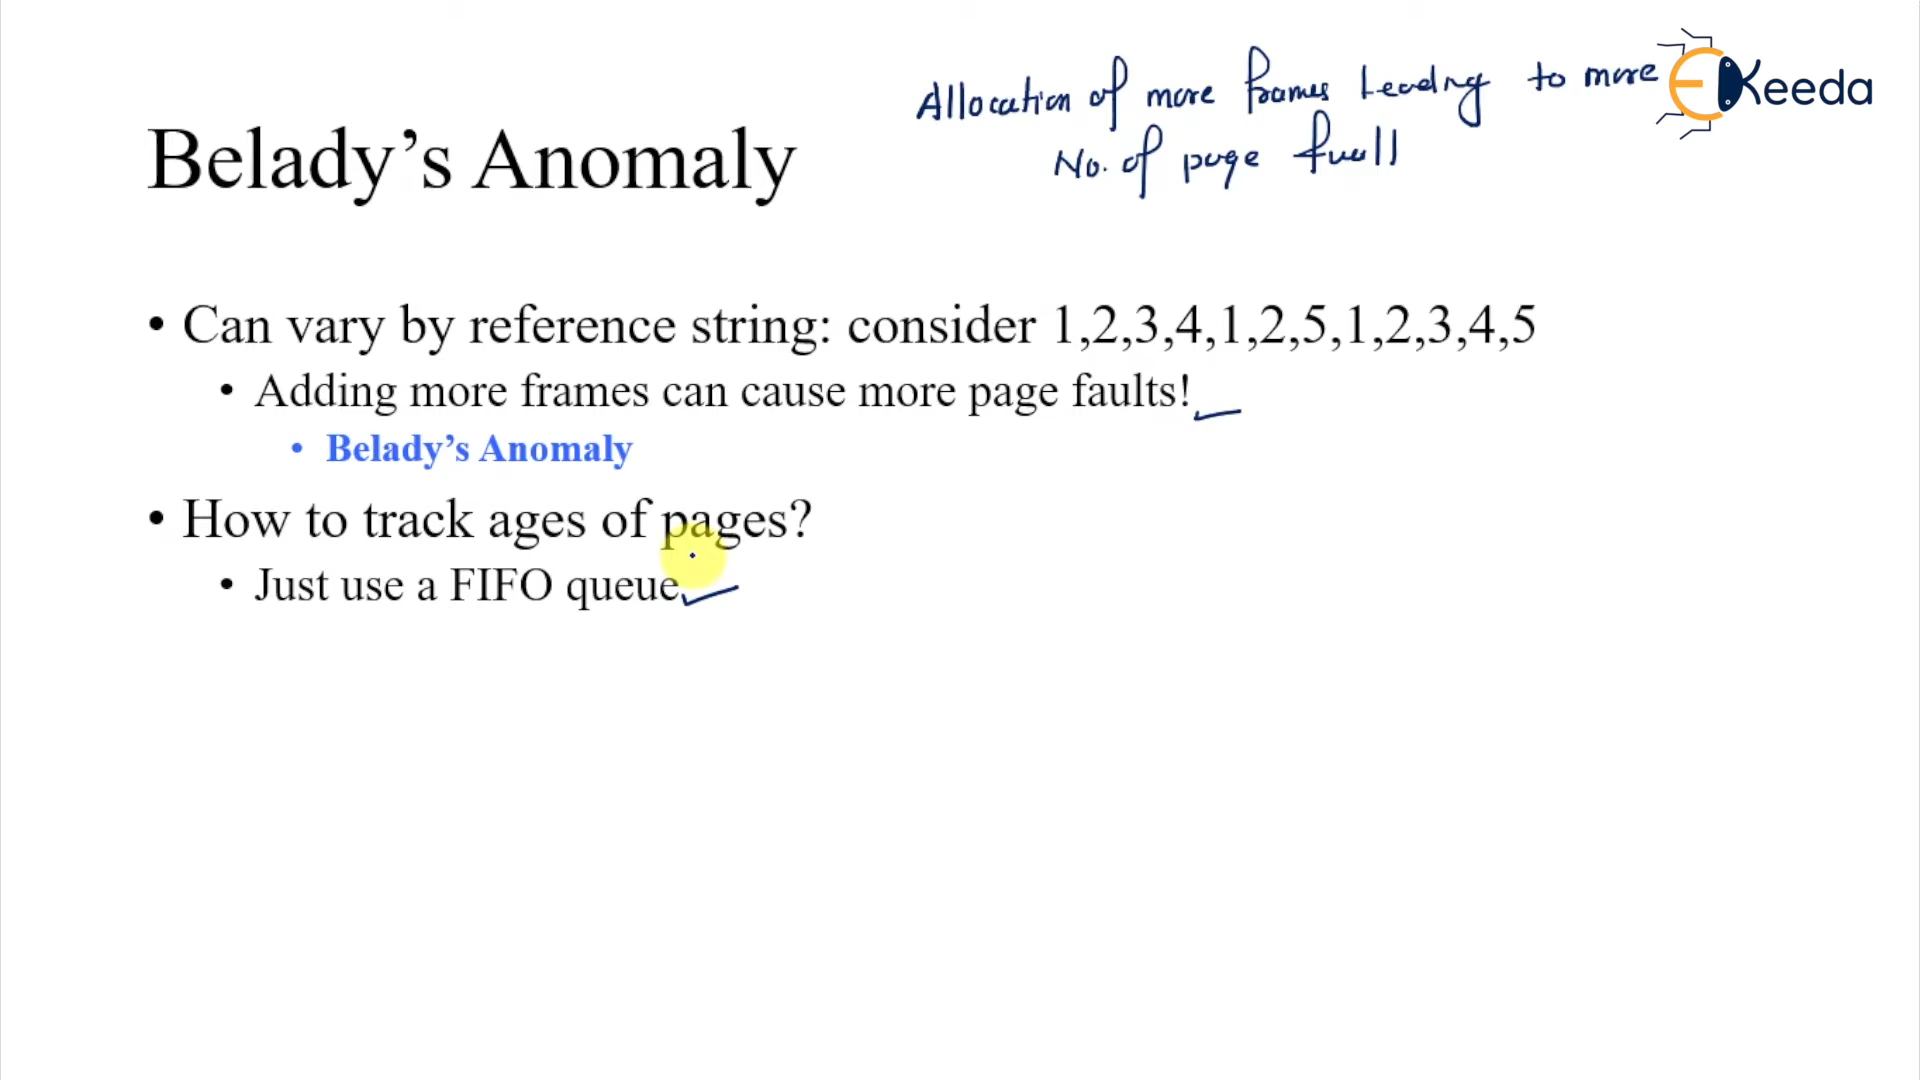 Allocation of more frames Leading to more
No. of page fault
EKeeda
Belady’s Anomaly
• Can vary by reference string: consider 1,2,3,4,1,2,5,1,2,3,4,5
• Adding more frames can cause more page faults!
• Belady’s Anomaly
• How to track ages of pages?
• Just use a FIFO queue